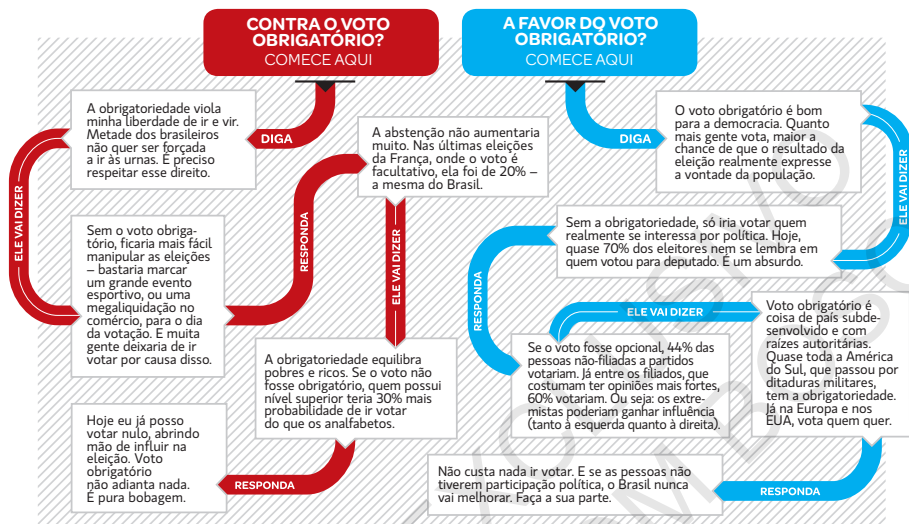 CONTRA O VOTO
OBRIGATÓRIO?
COMECE AQUI
DIGA
A obrigatoriedade viola
minha liberdade de ir e vir.
Metade dos brasileiros
não quer ser forçada
a ir às urnas. É preciso
respeitar esse direito.
ELE VAI DIZER
Sem o voto obriga-
tório, ficaria mais fácil
manipular as eleições
– bastaria marcar
um grande evento
esportivo, ou uma
megaliquidação no
comércio, para o dia
da votação. E muita
gente deixaria de ir
votar por causa disso.
RESPONDA
A abstenção não aumentaria
muito. Nas últimas eleições
da França, onde o voto é
facultativo, ela foi de 20% –
a mesma do Brasil.
ELE VAI DIZER
A obrigatoriedade equilibra
pobres e ricos. Se o voto não
fosse obrigatório, quem possui
nível superior teria 30% mais
probabilidade de ir votar
do que os analfabetos.
RESPONDA
Hoje eu já posso
votar nulo, abrindo
mão de influir na
eleição. Voto
obrigatório
não adianta nada.
É pura bobagem.
A FAVOR DO VOTO
OBRIGATÓRIO?
COMECE AQUI
DIGA
O voto obrigatório é bom
para a democracia. Quanto
mais gente vota, maior a
chance de que o resultado da
eleição realmente expresse
a vontade da população.
ELE VAI DIZER
Sem a obrigatoriedade, só iria votar quem
realmente se interessa por política. Hoje,
quase 70% dos eleitores nem se lembra em
quem votou para deputado. É um absurdo.
RESPONDA
Se o voto fosse opcional, 44% das
pessoas não-filiadas a partidos
votariam. Já entre os filiados, que
costumam ter opiniões mais fortes,
60% votariam. Ou seja: os extre-
mistas poderiam ganhar influência
(tanto à esquerda quanto à direita).
ELE VAI DIZER
Voto obrigatório é
coisa de país subde-
senvolvido e com
raízes autoritárias.
Quase toda a América
do Sul, que passou por
ditaduras militares,
tem a obrigatoriedade.
Já na Europa e nos
EUA, vota quem quer.
RESPONDA
Não custa nada ir votar. E se as pessoas não
tiverem participação política, o Brasil nunca
vai melhorar. Faça a sua parte.